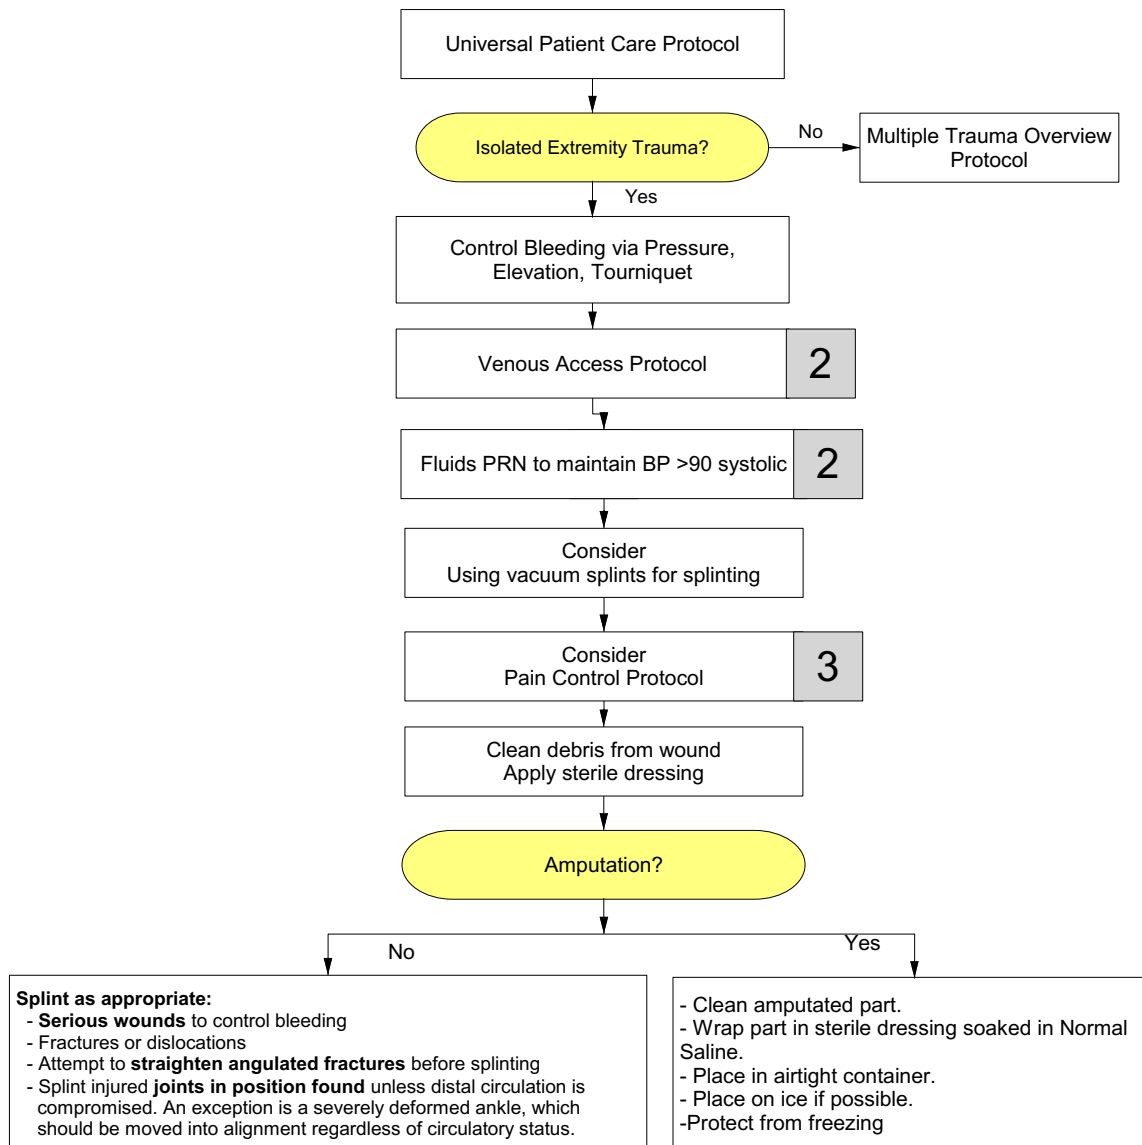 Universal Patient Care Protocol
Isolated Extremity Trauma?
No
Multiple Trauma Overview
Protocol
Yes
Control Bleeding via Pressure,
Elevation, Tourniquet
Venous Access Protocol
2
Fluids PRN to maintain BP >90 systolic
2
Consider
Using vacuum splints for splinting
Consider
Pain Control Protocol
3
Clean debris from wound
Apply sterile dressing
Amputation?
No
Yes
Splint as appropriate:
- Serious wounds to control bleeding
- Fractures or dislocations
- Attempt to straighten angulated fractures before splinting
- Splint injured joints in position found unless distal circulation is
compromised. An exception is a severely deformed ankle, which
should be moved into alignment regardless of circulatory status.
- Clean amputated part.
- Wrap part in sterile dressing soaked in Normal
Saline.
- Place in airtight container.
- Place on ice if possible.
-Protect from freezing